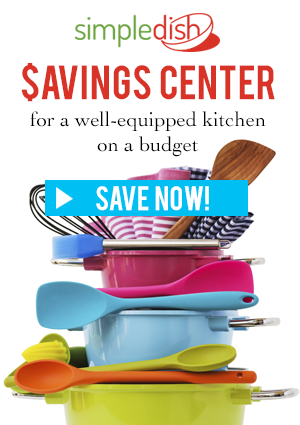 simpledish
$AVINGS CENTER
for a well-equipped kitchen
on a budget
SAVE NOW!